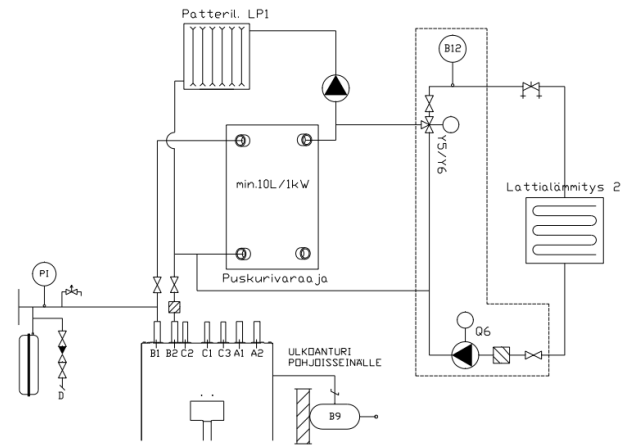 Patteril. LP1
B12
Y5/Y6
min.10L/1kW
Lattialämmitys 2
Puskurivaraaja
PI
Q6
B1 B2 C2 C1 C3 A1 A2
ULKOANTURI
POHJOISSEINÄLLE
D
B9